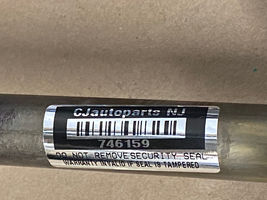 CJautoparts NJ
746159
DO NOT REMOVE SECURITY SEAL
WARRANTY INVALID IF SEAL IS TAMPERED